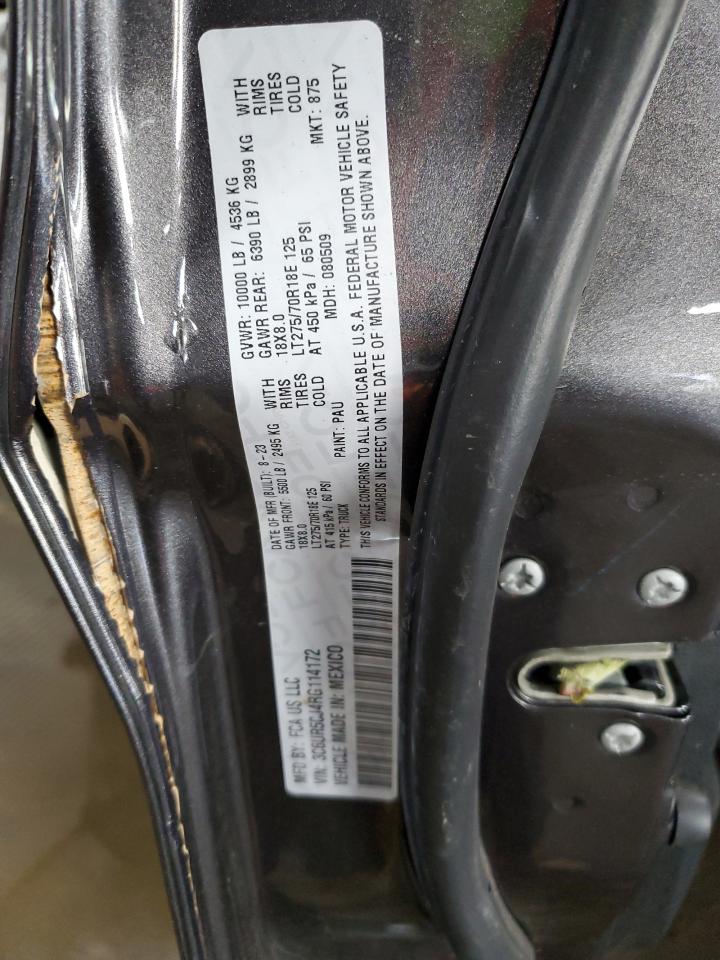 MFD BY: FCA US LLC
DATE OF MFR (BUILT): 8-23
GVWR: 10000 LB / 4536 KG
GAWR FRONT: 5500 LB / 2495 KG WITH
18X8.0 RIMS
LT275/70R18E 125 TIRES
AT 415 kPa / 60 PSI COLD
GAWR REAR: 6390 LB / 2899 KG WITH
18X8.0 RIMS
LT275/70R18E 125 TIRES
AT 450 kPa / 65 PSI COLD
VIN: 3C6UR5CJ4RG114172
TYPE: TRUCK
PAINT: PAU
MDH: 080509
MKT: 875
VEHICLE MADE IN: MEXICO
THIS VEHICLE CONFORMS TO ALL APPLICABLE U.S.A. FEDERAL MOTOR VEHICLE SAFETY
STANDARDS IN EFFECT ON THE DATE OF MANUFACTURE SHOWN ABOVE.